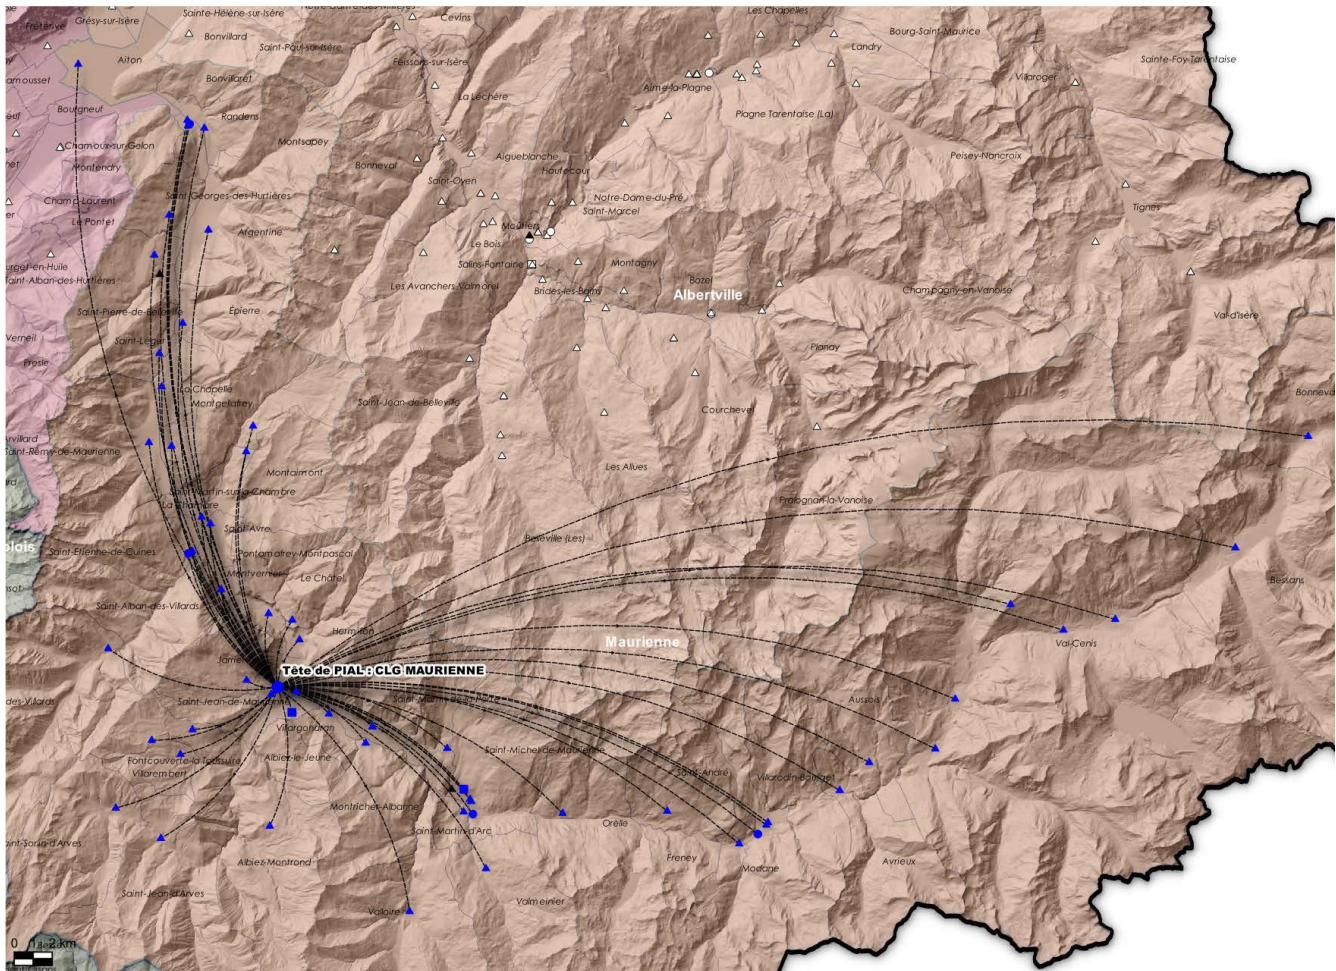 Sainte-Hélène-sur-Isère
Cevins
Les Chapelles
Grésy-sur-Isère
Bonvillard
Saint-Paul-sur-Isère
Landry
Bourg-Saint-Maurice
Aiton
Feissons-sur-Isère
Sainte-Foy-Tarentaise
Bonvillaret
La Léchère
Aime-la-Plagne
Villaroger
Bourgneuf
Randens
Plagne Tarentaise (La)
Montsapey
Chamoux-sur-Gelon
Aigueblanche
Peisey-Nancroix
Montendry
Bonneval
Hautecour
Saint-Oyen
Saint-Georges-des-Hurtières
Notre-Dame-du-Pré
Champ-Laurent
Saint-Marcel
Tignes
Le Pontet
Argentine
Moûtiers
Le Bois
Salins-Fontaine
Montagny
Saint-Alban-des-Hurtières
Bozel
Les Avanchers-Valmorel
Brides-les-Bains
Albertville
Champagny-en-Vanoise
Saint-Pierre-de-Belleville
Épierre
Val-d'Isère
Saint-Léger
Planay
Presle
La Chapelle
Montgellafrey
Saint-Jean-de-Belleville
Courchevel
Saint-Rémy-de-Maurienne
Montaimont
Les Allues
Saint-Martin-sur-la-Chambre
La Chambre
Pralognan-la-Vanoise
Saint-Avre
Belleville (Les)
Saint-Etienne-de-Cuines
Pontamafrey-Montpascal
Montvernier
Le Châtel
Bessans
Saint-Alban-des-Villards
Hermillon
Maurienne
Val-Cenis
Jarrier
Tête de PIAL : CLG MAURIENNE
Saint-Jean-de-Maurienne
Aussois
Villargondran
Saint-Michel-de-Maurienne
Fontcouverte-la Toussuire
Albiez-le-Jeune
Villarembert
Saint-André
Villarodin-Bourget
Montricher-Albanne
Orelle
Saint-Martin-d'Arc
Freney
Avrieux
Albiez-Montrond
Modane
Saint-Jean-d'Arves
Valmeinier
Valloire
0 1 2 km